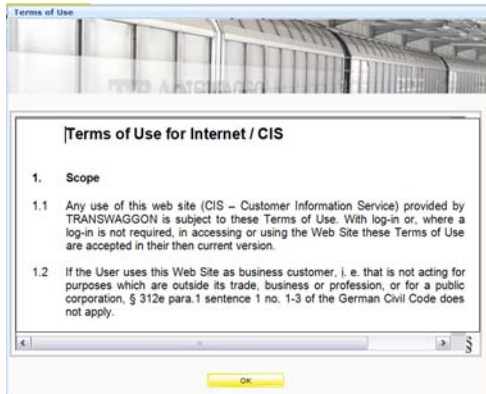 Terms of Use
TRANSWAGGON
Terms of Use for Internet / CIS
1. Scope
1.1 Any use of this web site (CIS – Customer Information Service) provided by
TRANSWAGGON is subject to these Terms of Use. With log-in or, where a
log-in is not required, in accessing or using the Web Site these Terms of Use
are accepted in their then current version.
1.2 If the User uses this Web Site as business customer, i. e. that is not acting for
purposes which are outside its trade, business or profession, or for a public
corporation, § 312e para.1 sentence 1 no. 1-3 of the German Civil Code does
not apply.
§
OK